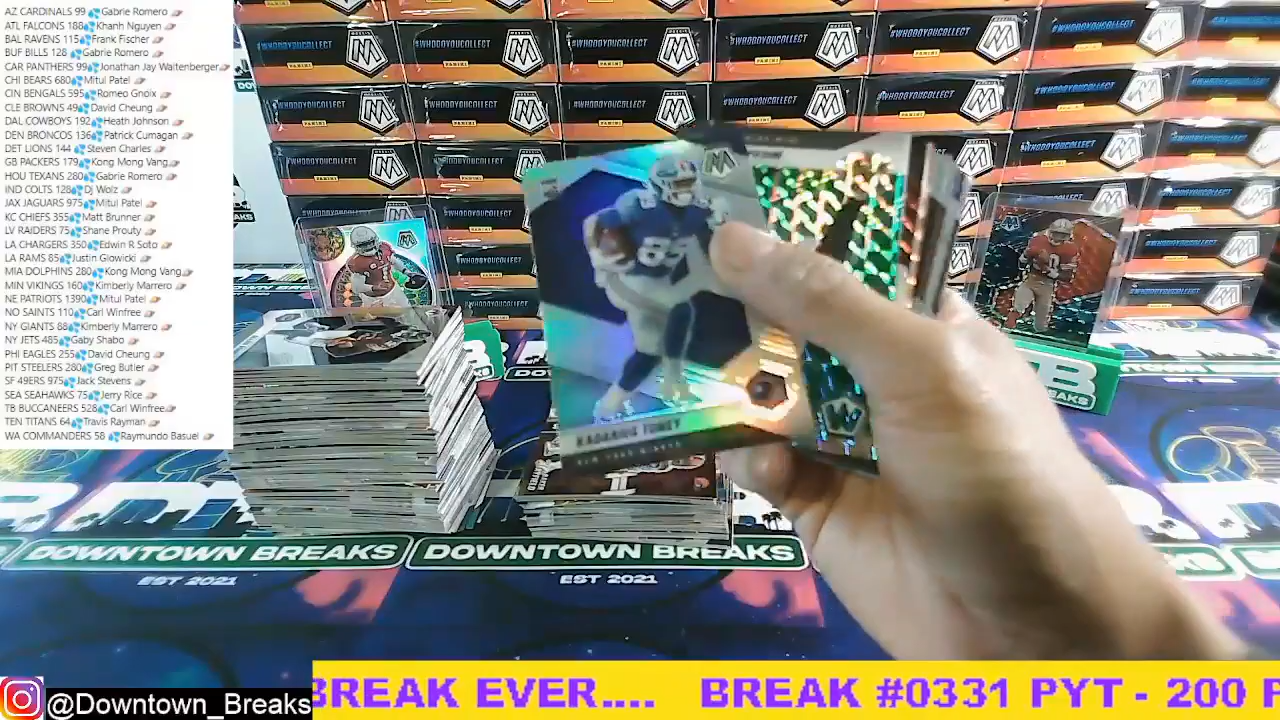 AZ CARDINALS 99 Gabrie Romero
ATL FALCONS 188 Khanh Nguyen
BAL RAVENS 115 Frank Fischer
BUF BILLS 128 Gabrie Romero
CAR PANTHERS 99 Jonathan Jay Waitenberger
CHI BEARS 680 Mitul Patel
CIN BENGALS 595 Romeo Gnoix
CLE BROWNS 49 David Cheung
DAL COWBOYS 192 Heath Johnson
DEN BRONCOS 136 Patrick Cumagan
DET LIONS 144 Steven Charles
GB PACKERS 179 Kong Mong Vang
HOU TEXANS 280 Gabrie Romero
IND COLTS 128 DJ Wolz
JAX JAGUARS 975 Mitul Patel
KC CHIEFS 355 Matt Brunner
LV RAIDERS 75 Shane Prouty
LA CHARGERS 350 Edwin R Soto
LA RAMS 85 Justin Glowicki
MIA DOLPHINS 280 Kong Mong Vang
MIN VIKINGS 160 Kimberly Marrero
NE PATRIOTS 1390 Mitul Patel
NO SAINTS 110 Carl Winfree
NY GIANTS 88 Kimberly Marrero
NY JETS 485 Gaby Shabo
PHI EAGLES 255 David Cheung
PIT STEELERS 280 Greg Butler
SF 49ERS 975 Jack Stevens
SEA SEAHAWKS 75 Jerry Rice
TB BUCCANEERS 528 Carl Winfree
TEN TITANS 64 Travis Rayman
WA COMMANDERS 58 Raymundo Basuel
#WHODOYOUCOLLECT
PANINI
MOSAIC
89
KADARIUS TONEY
NEW YORK GIANTS
BREAKS
DOWNTOWN BREAKS
EST 2021
DOWNTOWN BREAKS
EST 2021
@Downtown_Breaks
BREAK EVER.... BREAK #0331 PYT - 200